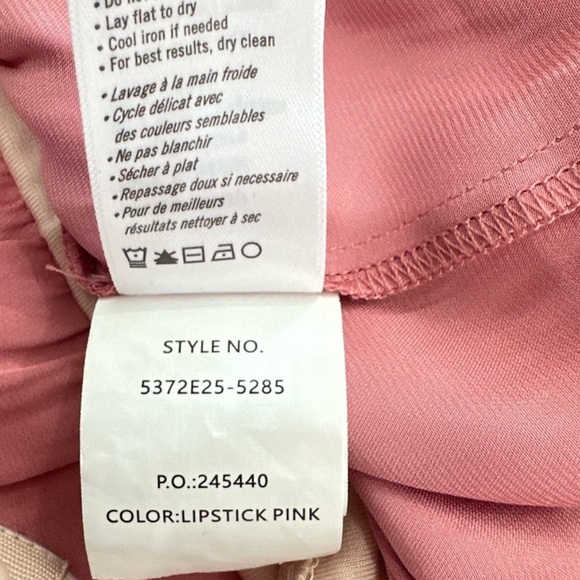 • Lay flat to dry
• Cool iron if needed
• For best results, dry clean
• Lavage à la main froide
• Cycle délicat avec
des couleurs semblables
• Ne pas blanchir
• Sécher à plat
• Repassage doux si necessaire
• Pour de meilleurs
résultats nettoyer à sec
STYLE NO.
5372E25-5285
P.O.:245440
COLOR:LIPSTICK PINK